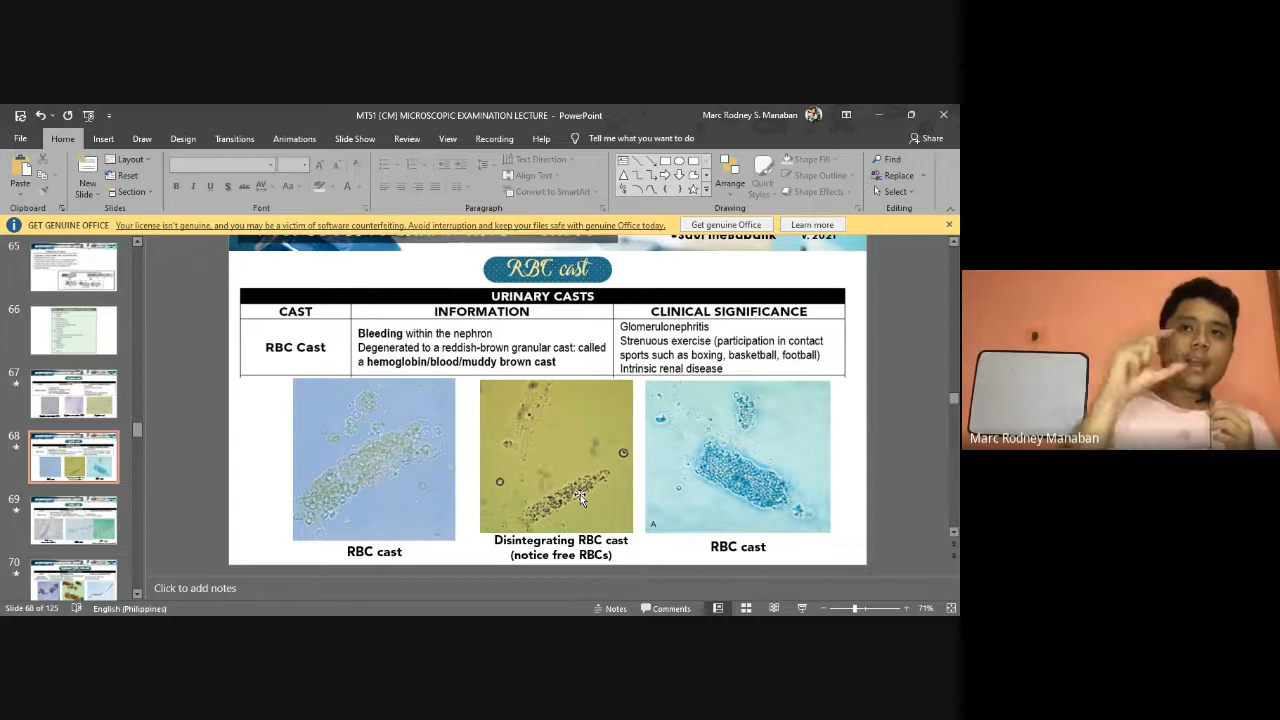 MT51 [CM] MICROSCOPIC EXAMINATION LECTURE - PowerPoint
Marc Rodney S. Manaban
File Home Insert Draw Design Transitions Animations Slide Show Review View Recording Help Tell me what you want to do Share
Paste
New
Slide
Layout
Reset
Section
Text Direction
Align Text
Convert to SmartArt
Arrange
Quick
Styles
Shape Fill
Shape Outline
Shape Effects
Find
Replace
Select
Clipboard Slides Font Paragraph Drawing Editing
GET GENUINE OFFICE Your license isn't genuine, and you may be a victim of software counterfeiting. Avoid interruption and keep your files safe with genuine Office today. Get genuine Office Learn more
65
66
67
68
69
70
V. 2021
RBC cast
URINARY CASTS
CAST INFORMATION CLINICAL SIGNIFICANCE
RBC Cast
Bleeding within the nephron
Degenerated to a reddish-brown granular cast: called
a hemoglobin/blood/muddy brown cast
Glomerulonephritis
Strenuous exercise (participation in contact
sports such as boxing, basketball, football)
Intrinsic renal disease
A
RBC cast
Disintegrating RBC cast
(notice free RBCs)
RBC cast
Click to add notes
Slide 68 of 125 English (Philippines) Notes Comments 71%
Marc Rodney Manaban